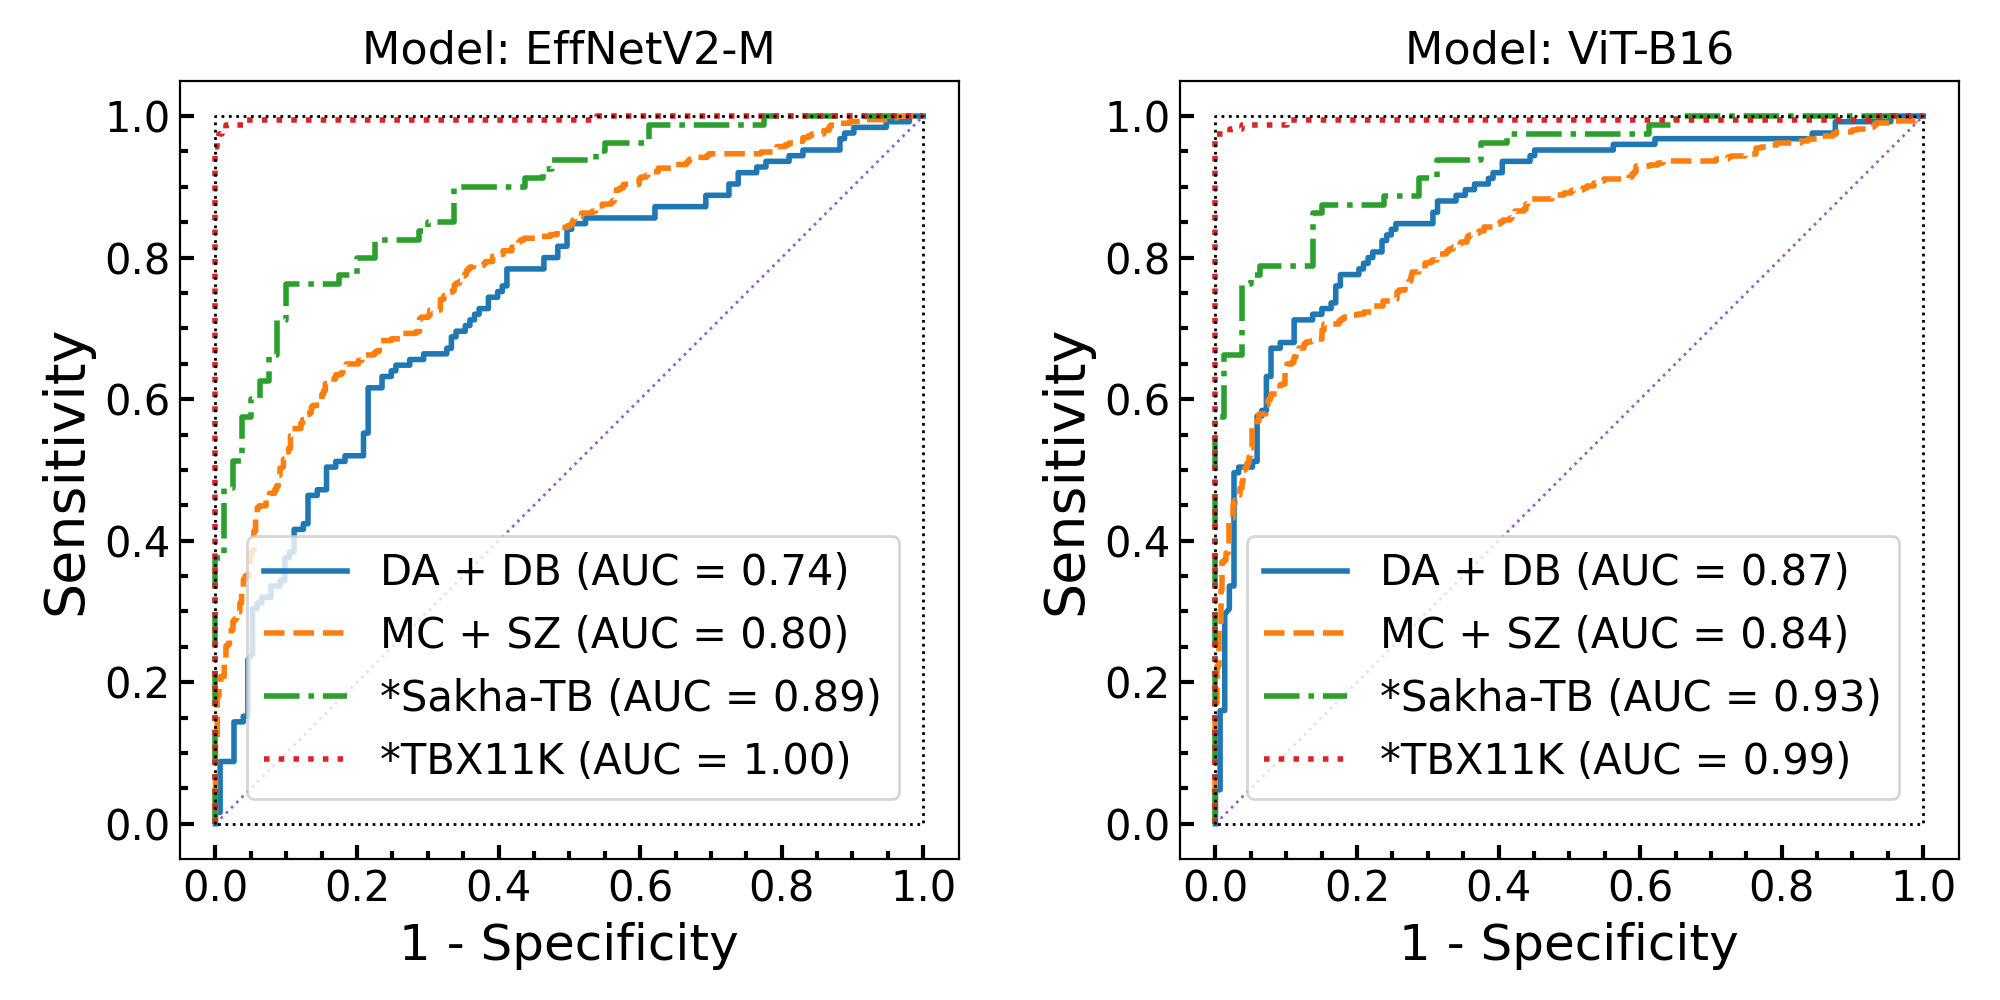 Model: EffNetV2-M
1.0
0.8
0.6
0.4
0.2
0.0
Sensitivity
DA + DB (AUC = 0.74)
MC + SZ (AUC = 0.80)
*Sakha-TB (AUC = 0.89)
*TBX11K (AUC = 1.00)
0.0 0.2 0.4 0.6 0.8 1.0
1 - Specificity
Model: ViT-B16
1.0
0.8
0.6
0.4
0.2
0.0
Sensitivity
DA + DB (AUC = 0.87)
MC + SZ (AUC = 0.84)
*Sakha-TB (AUC = 0.93)
*TBX11K (AUC = 0.99)
0.0 0.2 0.4 0.6 0.8 1.0
1 - Specificity